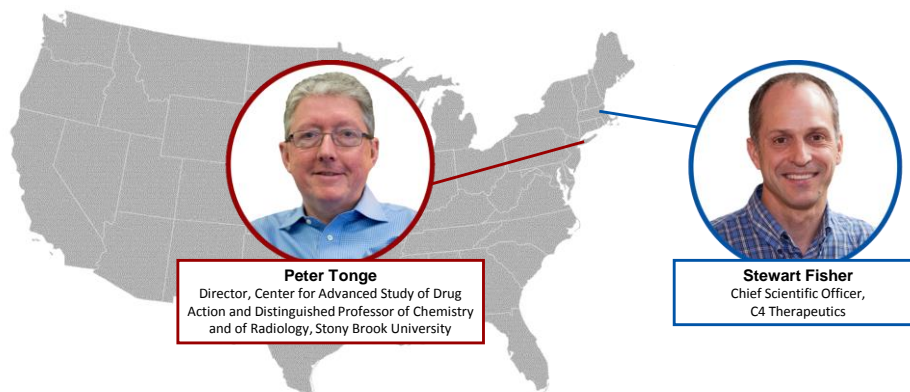 Peter Tonge
Director, Center for Advanced Study of Drug
Action and Distinguished Professor of Chemistry
and of Radiology, Stony Brook University
Stewart Fisher
Chief Scientific Officer,
C4 Therapeutics